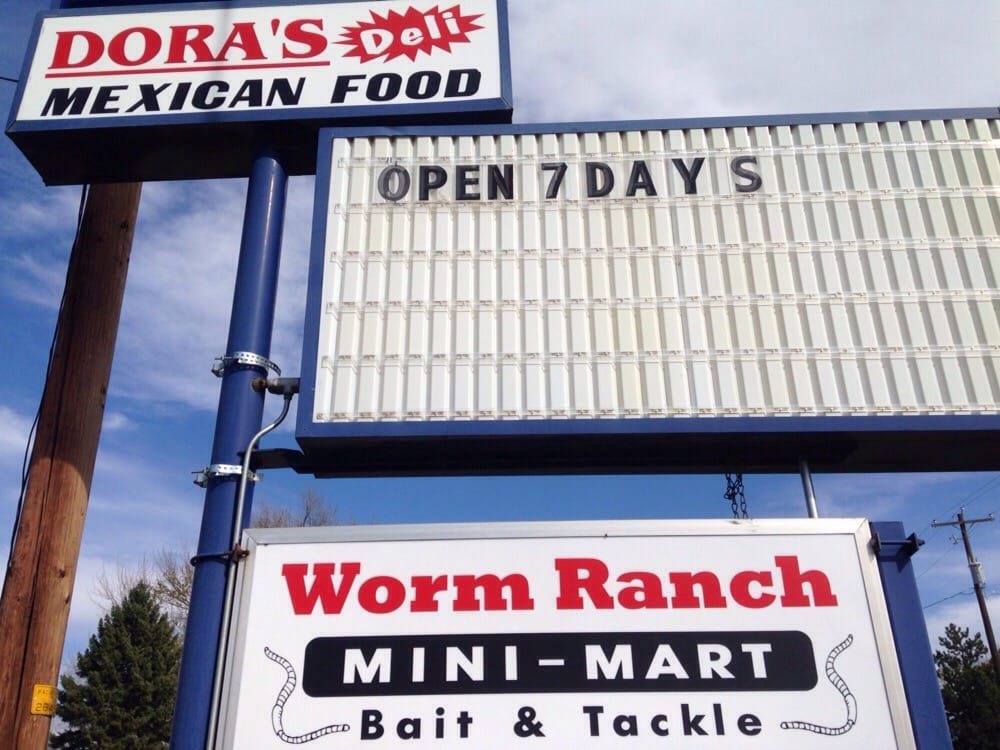 DORA'S Deli
MEXICAN FOOD
OPEN 7 DAYS
Worm Ranch
MINI-MART
Bait & Tackle